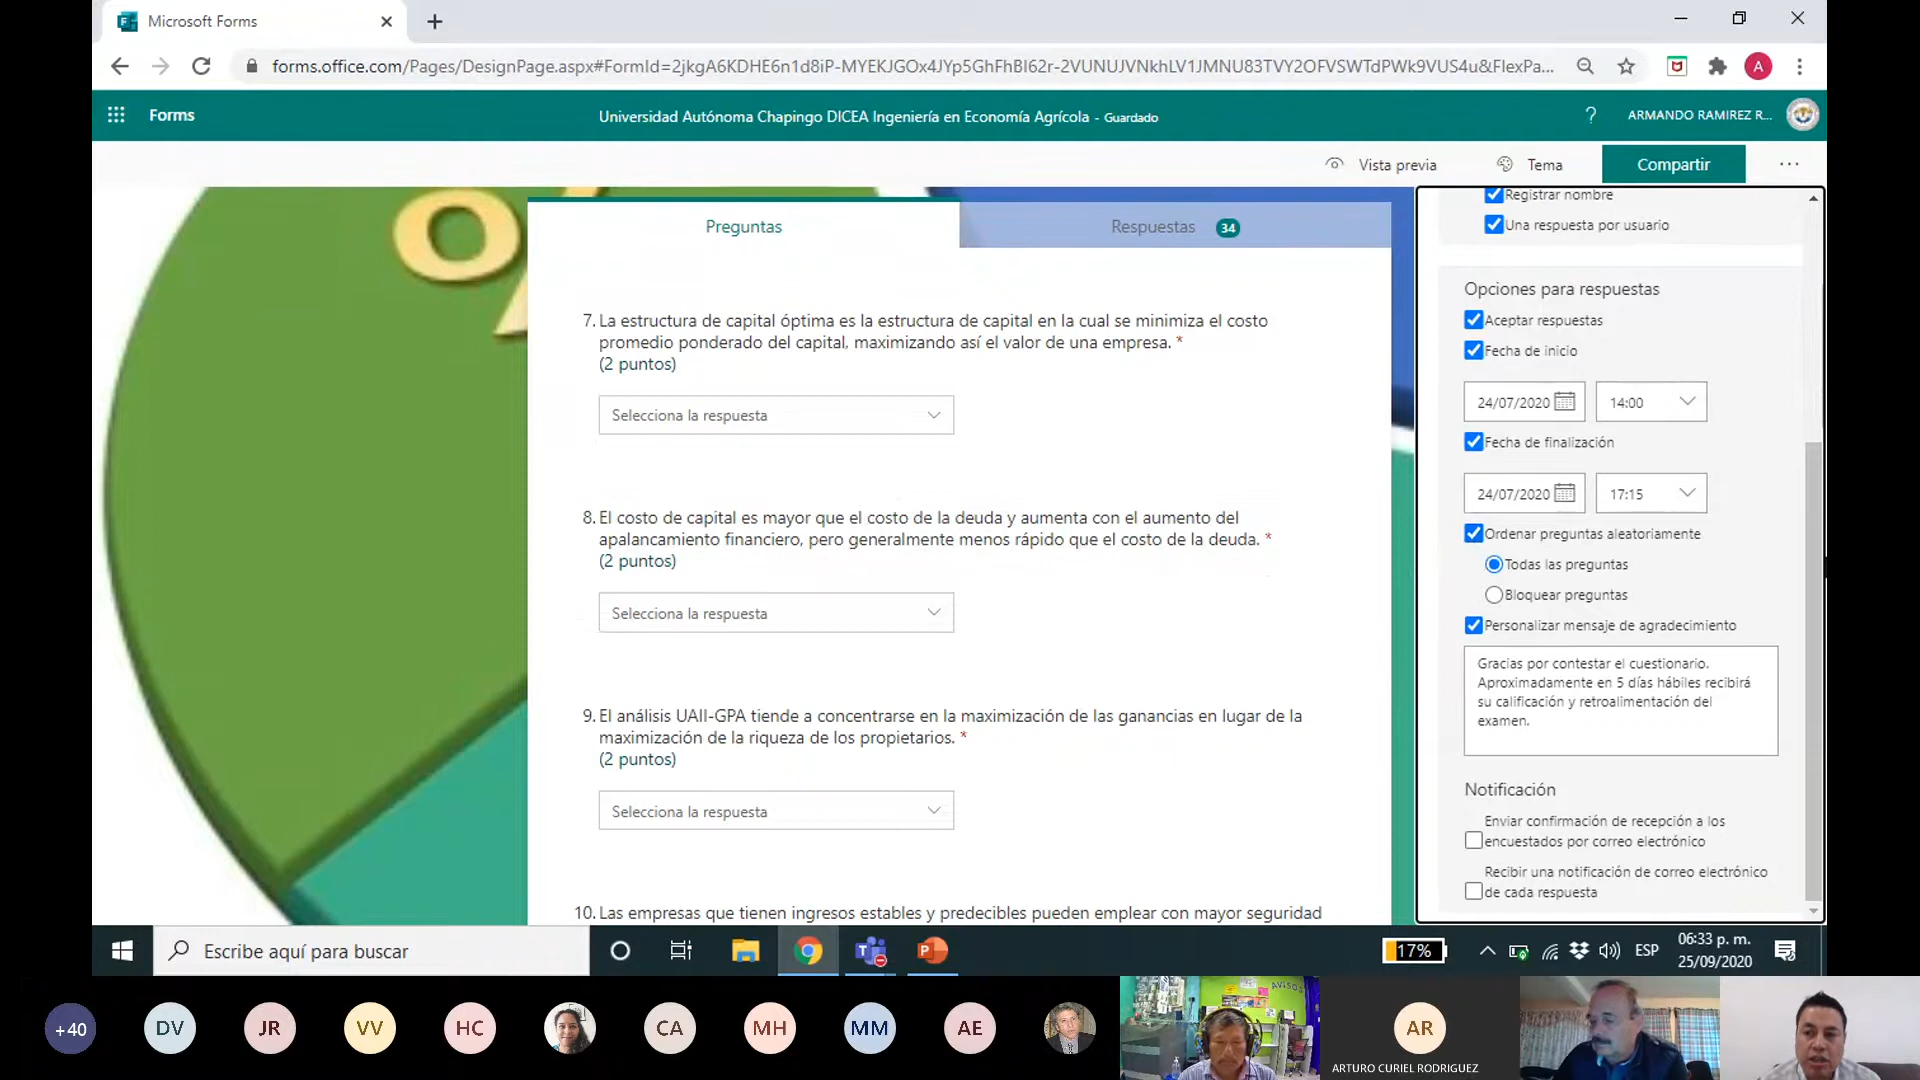 Microsoft Forms
forms.office.com/Pages/DesignPage.aspx#FormId=2jkgA6KDHE6n1d8iP-MYEKJGOx4JYp5GhFhBI62r-2VUNUJVNkhLV1JMNU83TVY2OFVSWTdPWk9VUS4u&FlexPa...
A
Forms
Universidad Autónoma Chapingo DICEA Ingeniería en Economía Agrícola - Guardado
?
ARMANDO RAMIREZ R...
Vista previa
Tema
Compartir
...
%
Preguntas
Respuestas 34
7. La estructura de capital óptima es la estructura de capital en la cual se minimiza el costo
promedio ponderado del capital, maximizando así el valor de una empresa. *
(2 puntos)
Selecciona la respuesta
8. El costo de capital es mayor que el costo de la deuda y aumenta con el aumento del
apalancamiento financiero, pero generalmente menos rápido que el costo de la deuda. *
(2 puntos)
Selecciona la respuesta
9. El análisis UAII-GPA tiende a concentrarse en la maximización de las ganancias en lugar de la
maximización de la riqueza de los propietarios. *
(2 puntos)
Selecciona la respuesta
10. Las empresas que tienen ingresos estables y predecibles pueden emplear con mayor seguridad
Registrar nombre
Una respuesta por usuario
Opciones para respuestas
Aceptar respuestas
Fecha de inicio
24/07/2020
14:00
Fecha de finalización
24/07/2020
17:15
Ordenar preguntas aleatoriamente
Todas las preguntas
Bloquear preguntas
Personalizar mensaje de agradecimiento
Gracias por contestar el cuestionario.
Aproximadamente en 5 días hábiles recibirá
su calificación y retroalimentación del
examen.
Notificación
Enviar confirmación de recepción a los
encuestados por correo electrónico
Recibir una notificación de correo electrónico
de cada respuesta
Escribe aquí para buscar
17%
ESP
06:33 p. m.
25/09/2020
+40
DV
JR
VV
HC
CA
MH
MM
AE
AVISOS
AR
ARTURO CURIEL RODRIGUEZ